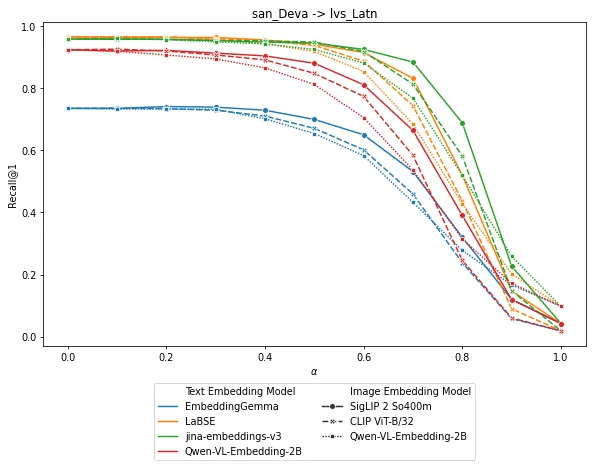 san_Deva -> lvs_Latn
Recall@1
1.0
0.8
0.6
0.4
0.2
0.0
0.0 0.2 0.4 0.6 0.8 1.0
α
Text Embedding Model
EmbeddingGemma
LaBSE
jina-embeddings-v3
Qwen-VL-Embedding-2B
Image Embedding Model
SigLIP 2 So400m
CLIP ViT-B/32
Qwen-VL-Embedding-2B